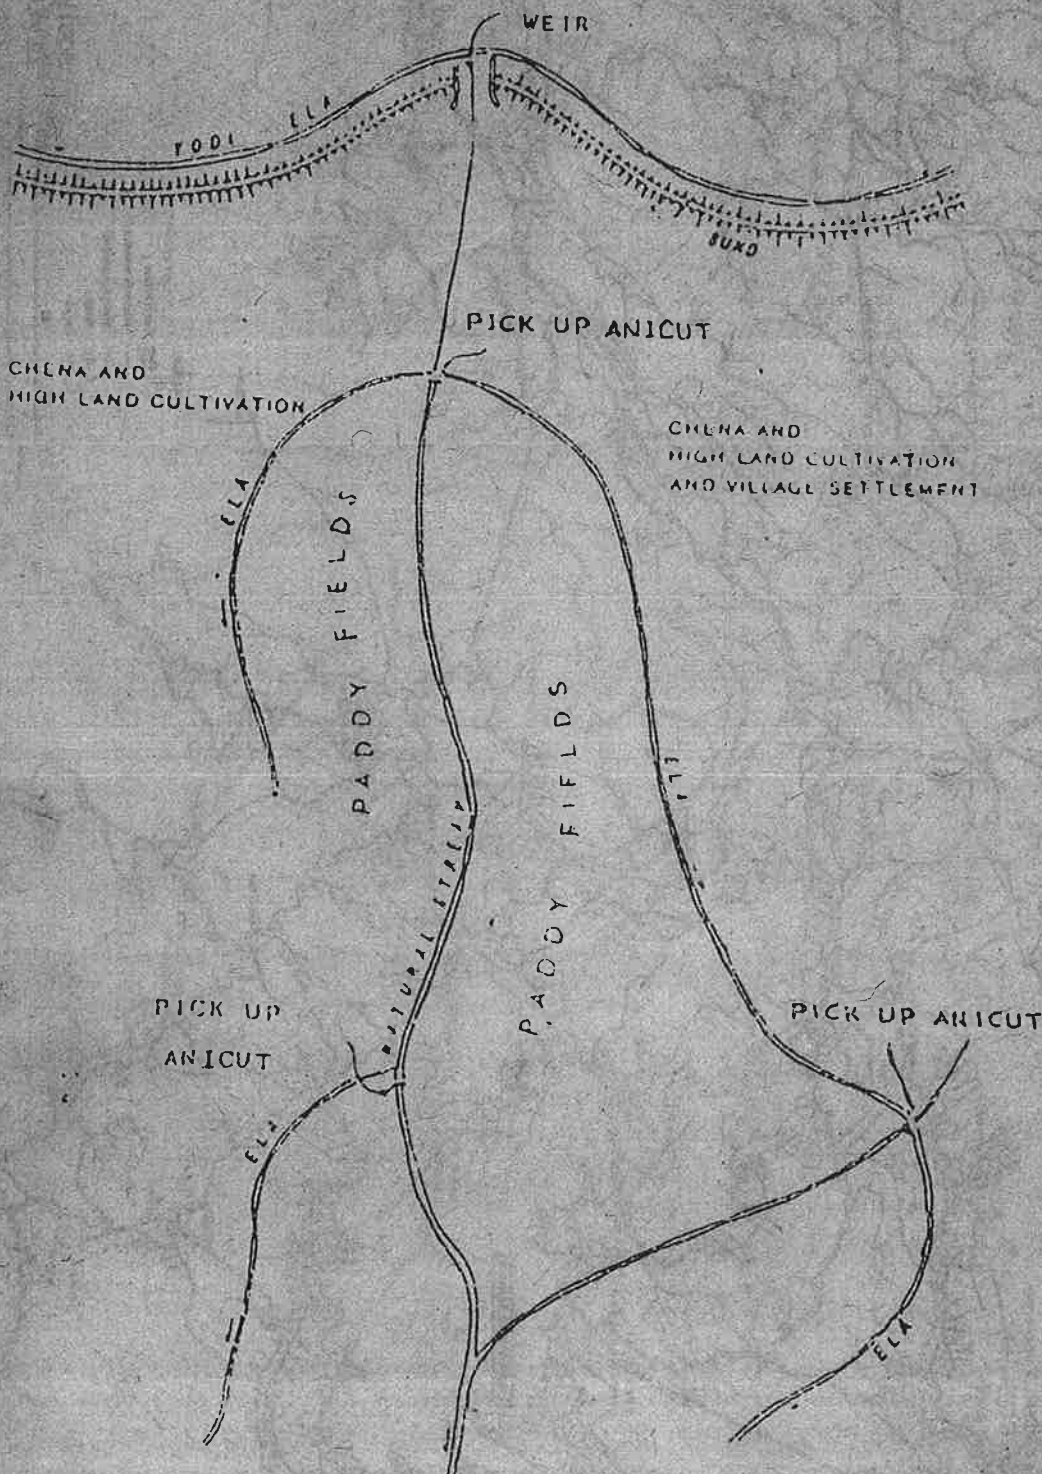 WEIR
YODI ELA
BUND
PICK UP ANICUT
CHENA AND
HIGH LAND CULTIVATION
CHENA AND
HIGH LAND CULTIVATION
AND VILLAGE SETTLEMENT
ELA
PADDY FIELDS
PADDY FIELDS
ELA
NATURAL STREAM
PICK UP
ANICUT
PICK UP ANICUT
ELA
ELA